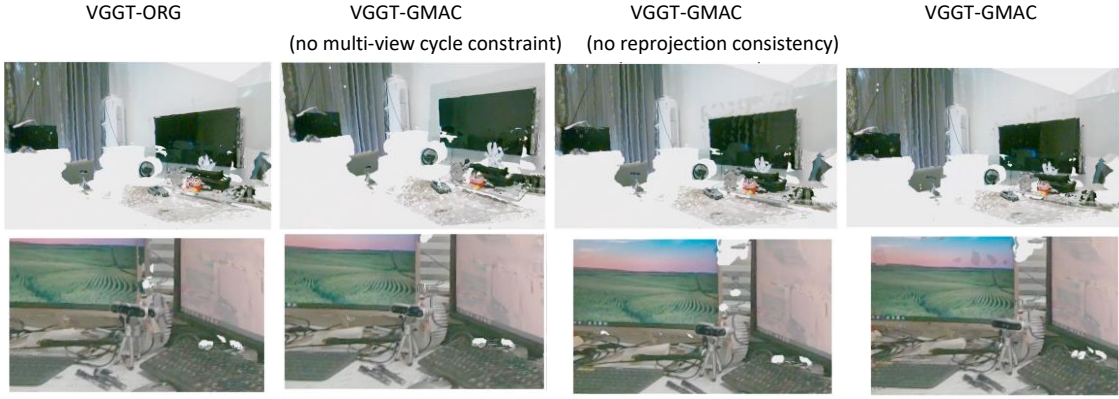 VGGT-ORG
VGGT-GMAC
(no multi-view cycle constraint)
VGGT-GMAC
(no reprojection consistency)
VGGT-GMAC